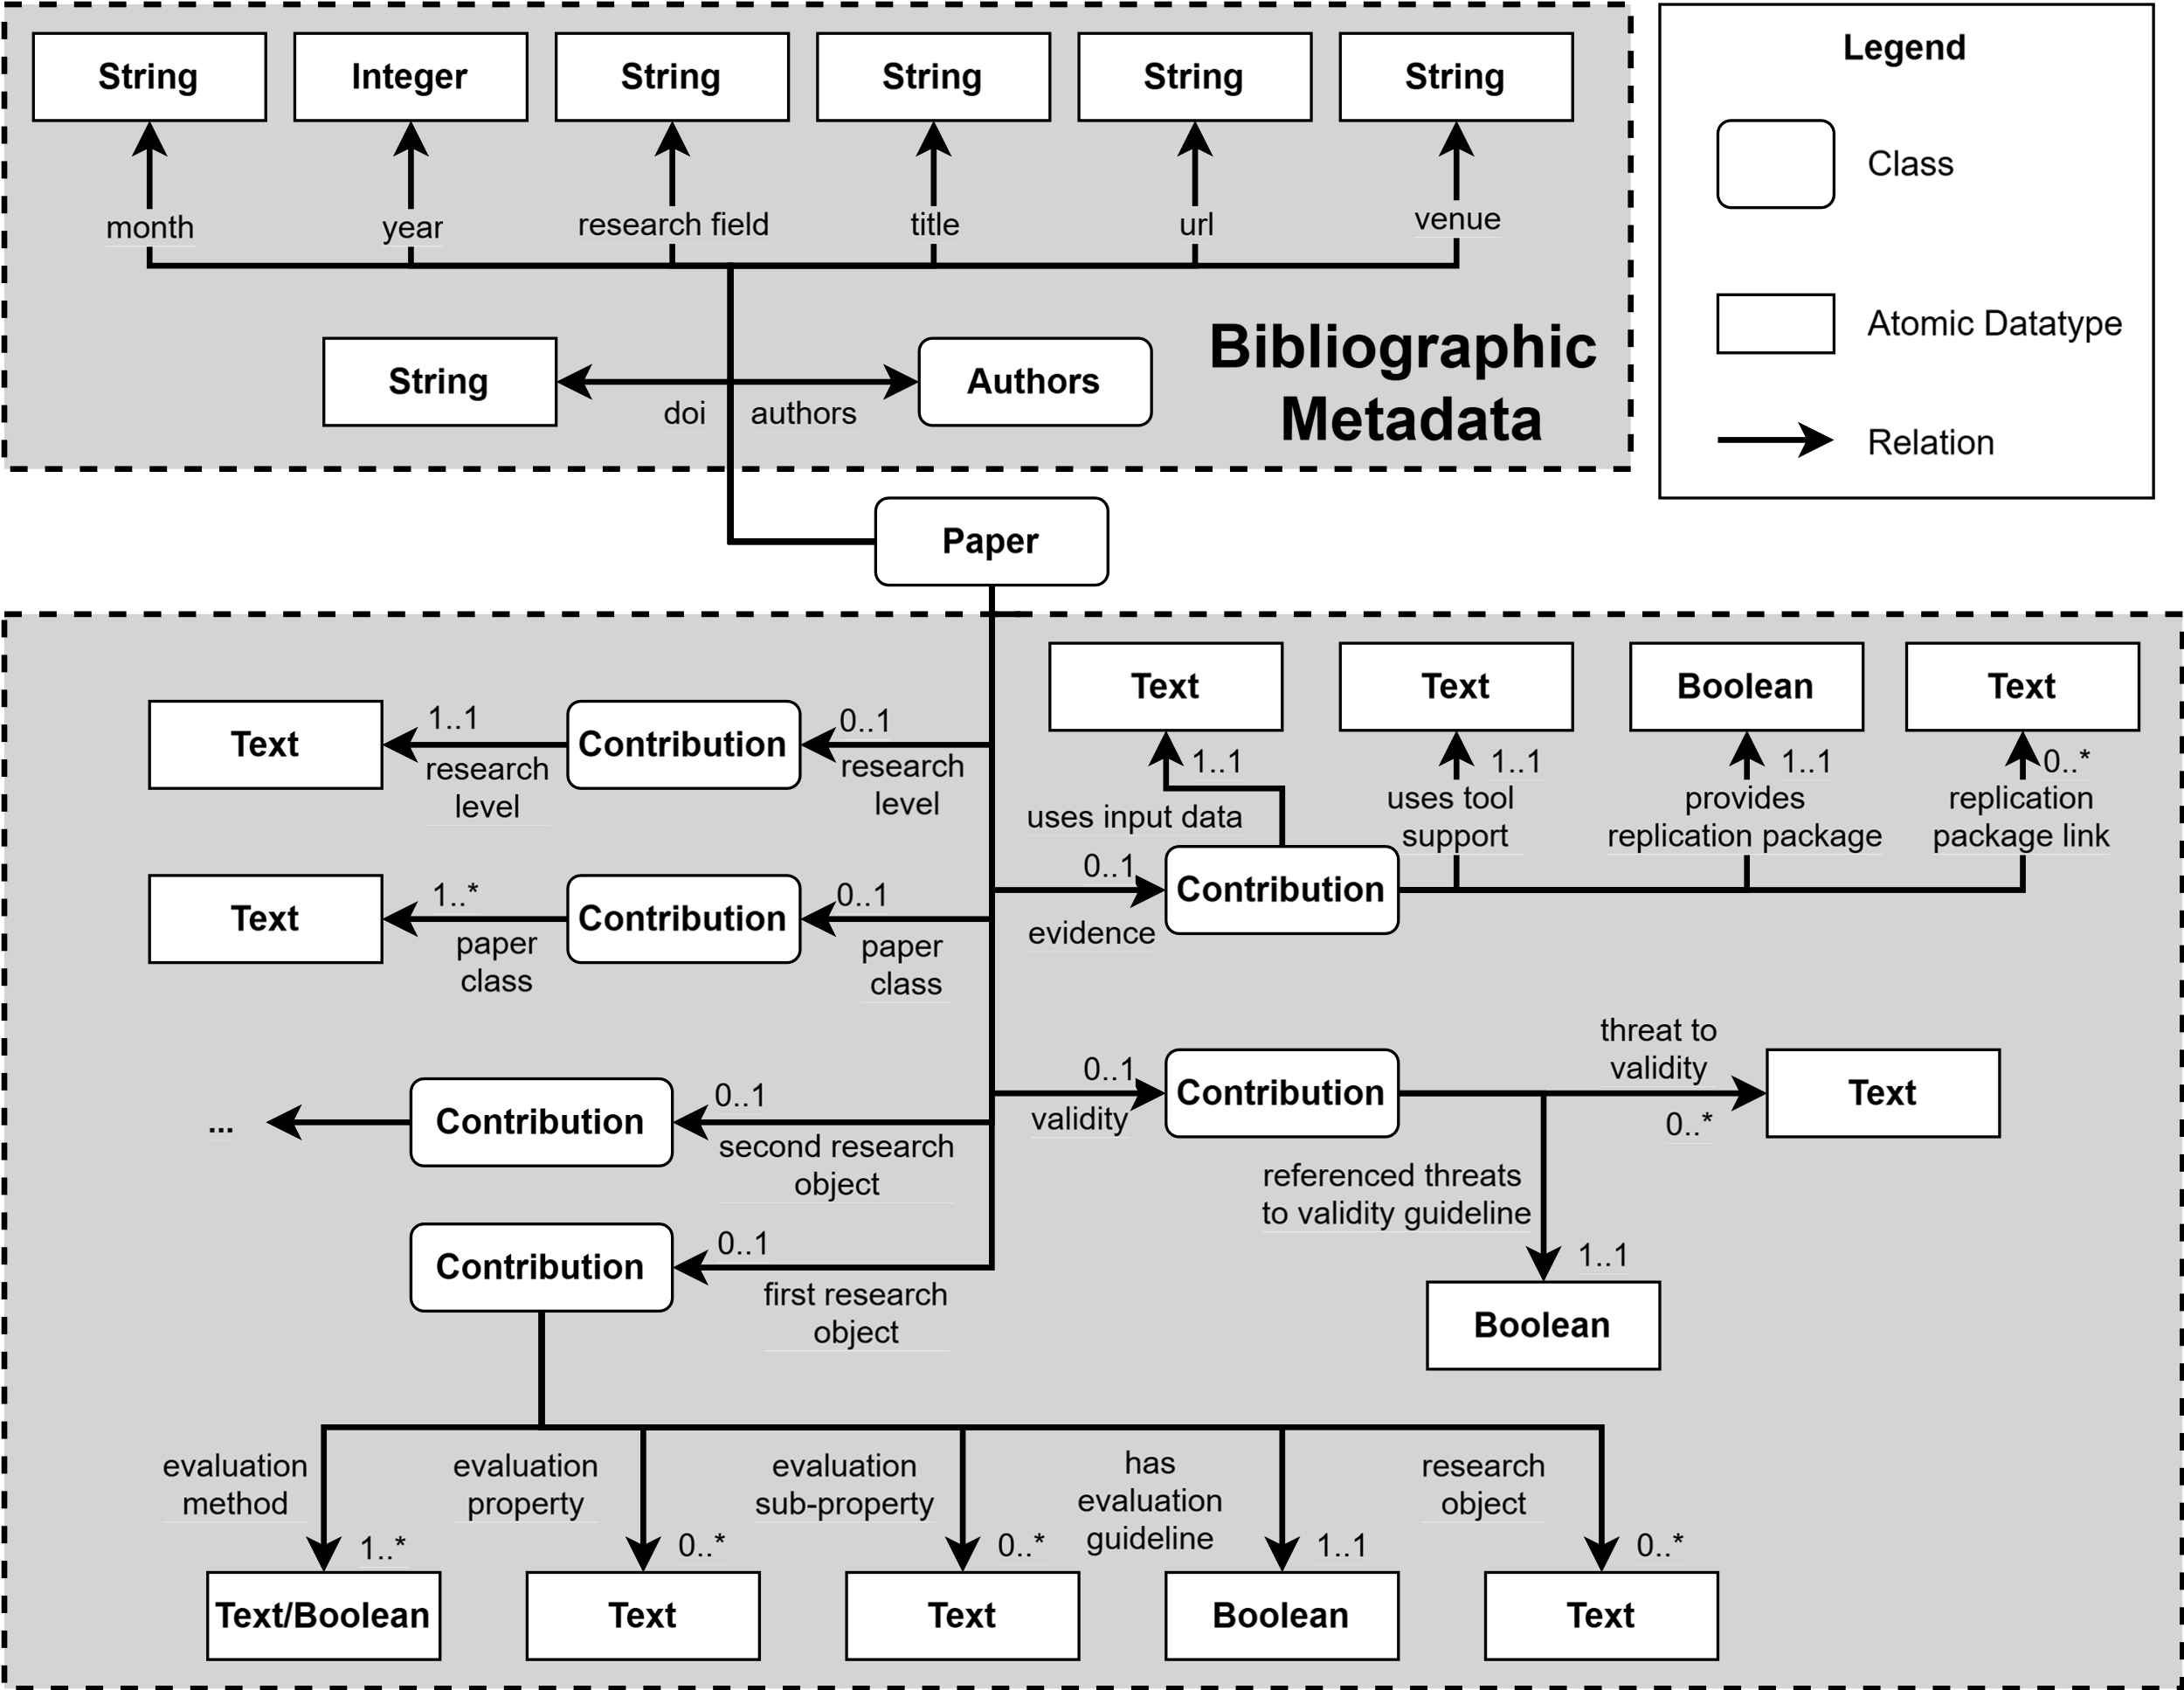 String
Integer
String
String
String
String
month
year
research field
title
url
venue
String
doi
authors
Authors
Bibliographic
Metadata
Legend
Class
Atomic Datatype
Relation
Paper
Text
1..1
research
level
Contribution
0..1
research
level
Text
1..*
paper
class
Contribution
0..1
paper
class
...
Contribution
0..1
second research
object
Contribution
0..1
first research
object
Text
Text
Boolean
Text
1..1
uses input data
1..1
uses tool
support
1..1
provides
replication package
0..*
replication
package link
0..1
evidence
Contribution
0..1
validity
Contribution
threat to
validity
0..*
Text
referenced threats
to validity guideline
1..1
Boolean
evaluation
method
1..*
Text/Boolean
evaluation
property
0..*
Text
evaluation
sub-property
0..*
Text
has
evaluation
guideline
1..1
Boolean
research
object
0..*
Text